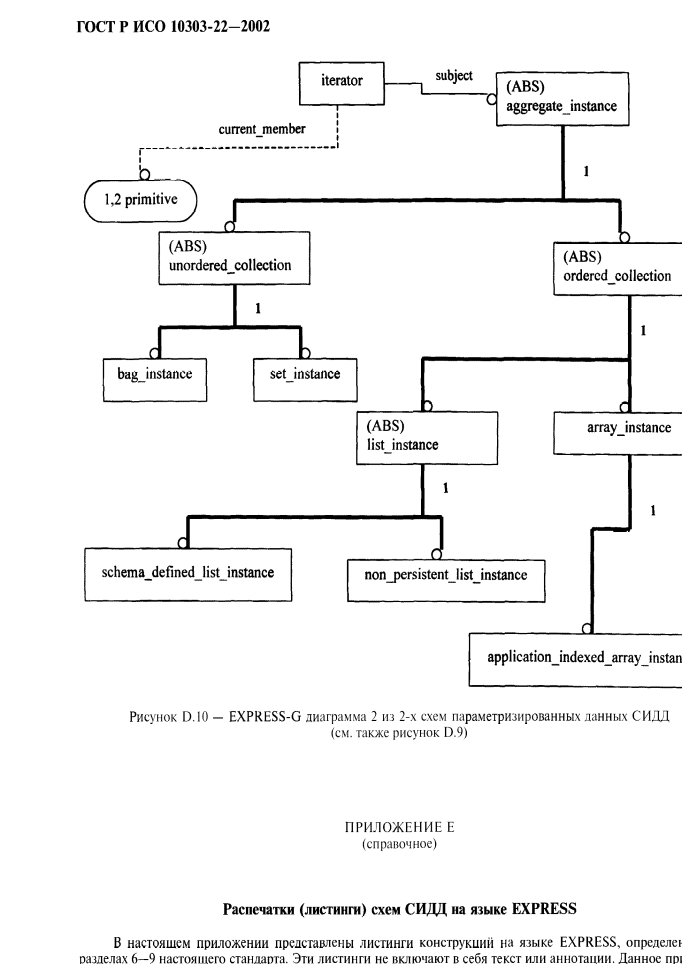 ГОСТ Р ИСО 10303-22—2002
iterator
subject
(ABS)
aggregate_instance
current_member
1
1,2 primitive
(ABS)
unordered_collection
(ABS)
ordered_collection
1
1
bag_instance
set_instance
(ABS)
list_instance
array_instance
1
1
schema_defined_list_instance
non_persistent_list_instance
application_indexed_array_instan
Рисунок D.10 — EXPRESS-G диаграмма 2 из 2-х схем параметризированных данных СИДД
(см. также рисунок D.9)
ПРИЛОЖЕНИЕ Е
(справочное)
Распечатки (листинги) схем СИДД на языке EXPRESS
В настоящем приложении представлены листинги конструкций на языке EXPRESS, определен
разделах 6—9 настоящего стандарта. Эти листинги не включают в себя текст или аннотации. Данное при